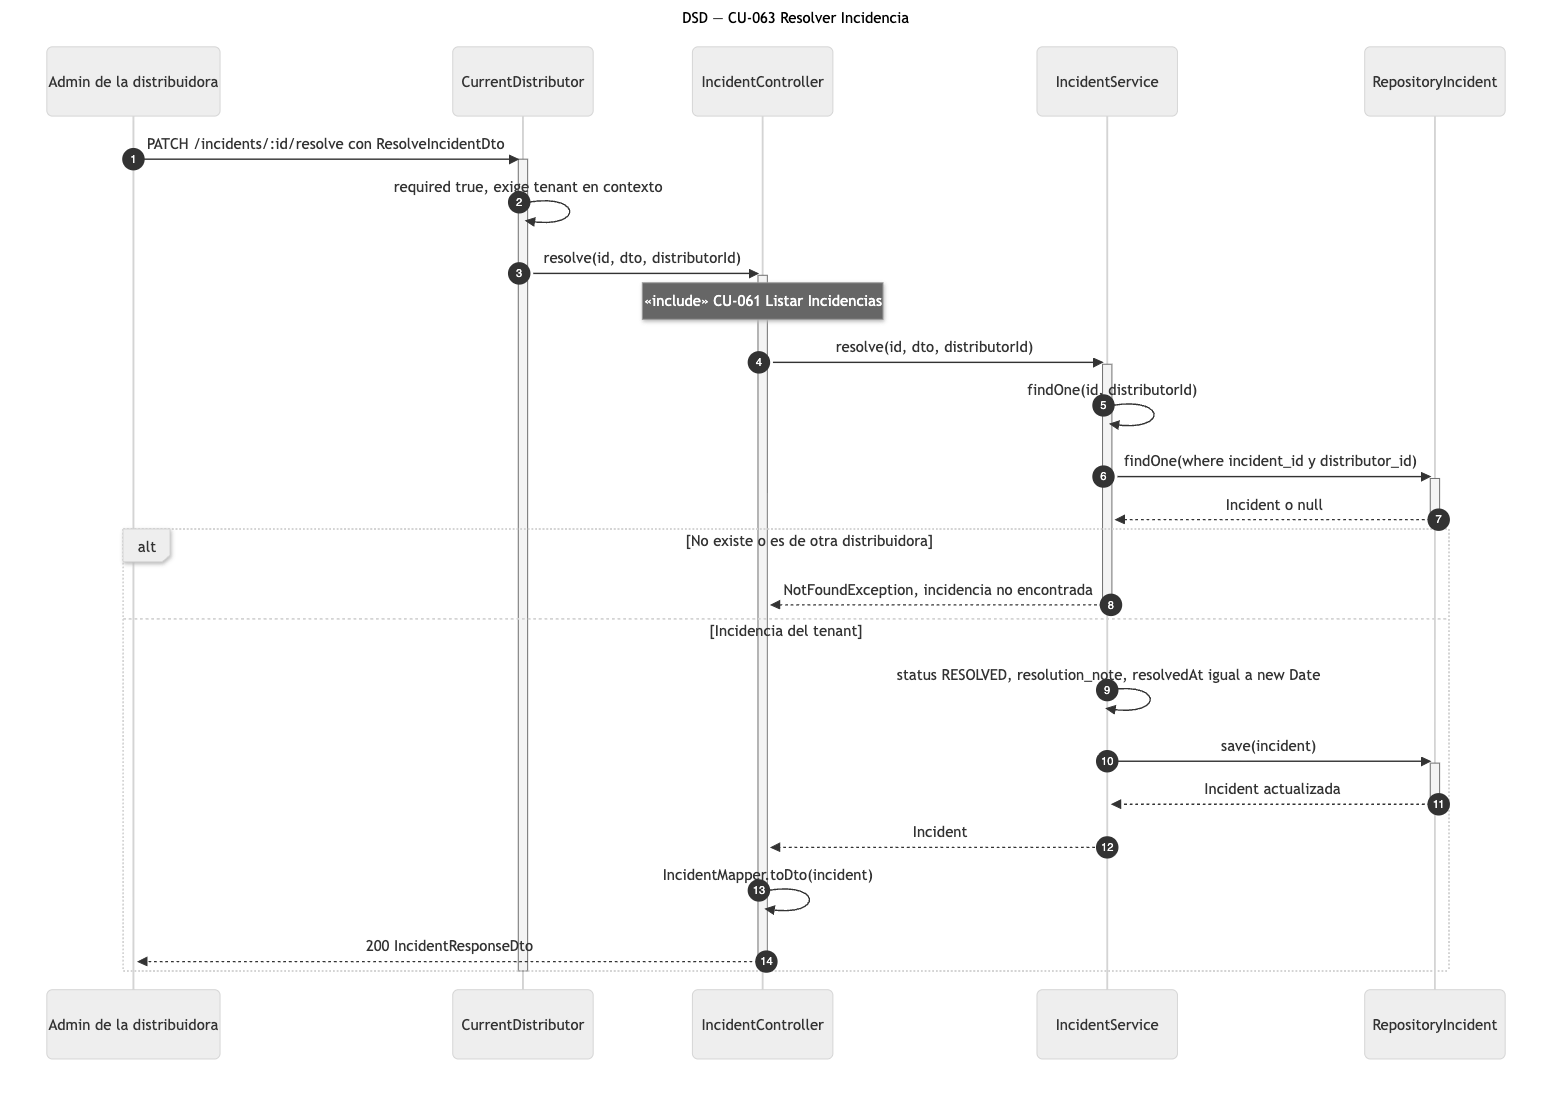 DSD — CU-063 Resolver Incidencia
Admin de la distribuidora
CurrentDistributor
IncidentController
IncidentService
RepositoryIncident
PATCH /incidents/:id/resolve con ResolveIncidentDto
1
required true, exige tenant en contexto
2
resolve(id, dto, distributorId)
3
«include» CU-061 Listar Incidencias
resolve(id, dto, distributorId)
4
findOne(id, distributorId)
5
findOne(where incident_id y distributor_id)
6
Incident o null
7
alt
[No existe o es de otra distribuidora]
NotFoundException, incidencia no encontrada
8
[Incidencia del tenant]
status RESOLVED, resolution_note, resolvedAt igual a new Date
9
save(incident)
10
Incident actualizada
11
Incident
12
IncidentMapper.toDto(incident)
13
200 IncidentResponseDto
14
Admin de la distribuidora
CurrentDistributor
IncidentController
IncidentService
RepositoryIncident